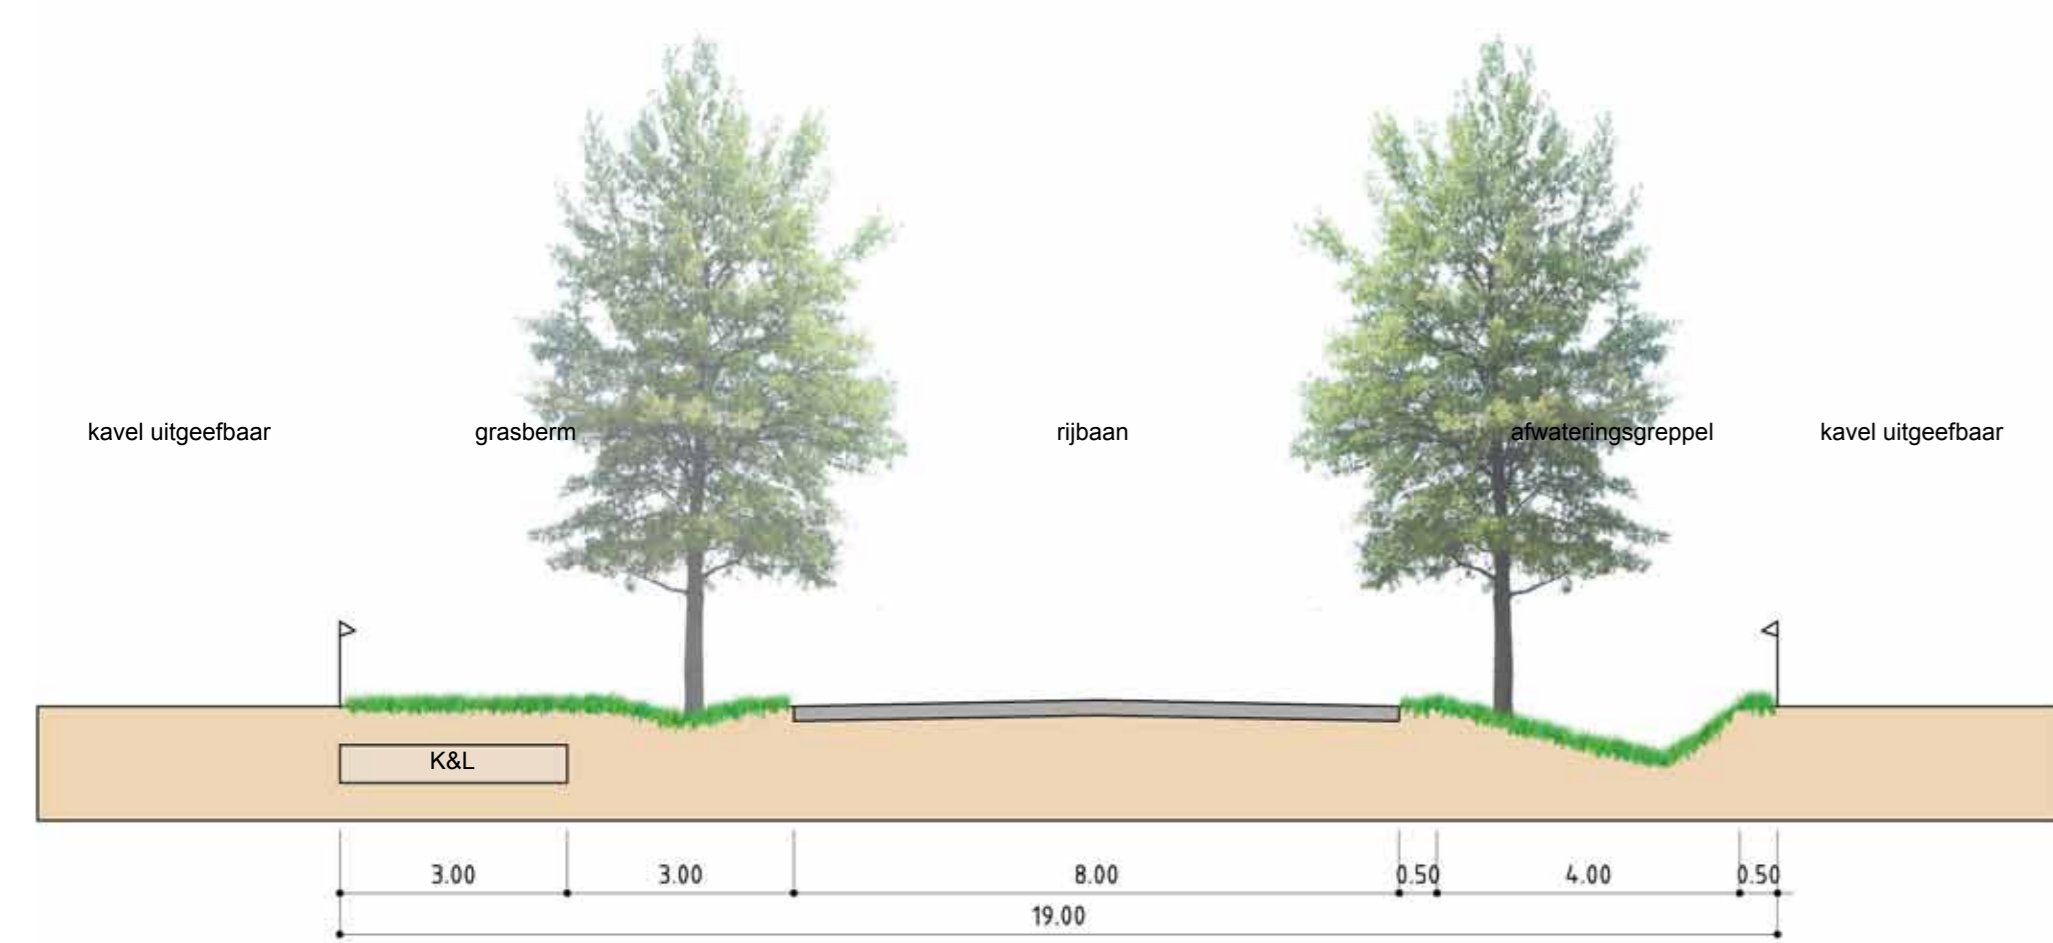 kavel uitgeefbaar grasberm rijbaan afwateringsgreppel kavel uitgeefbaar
K&L
3.00 3.00 8.00 0.50 4.00 0.50
19.00